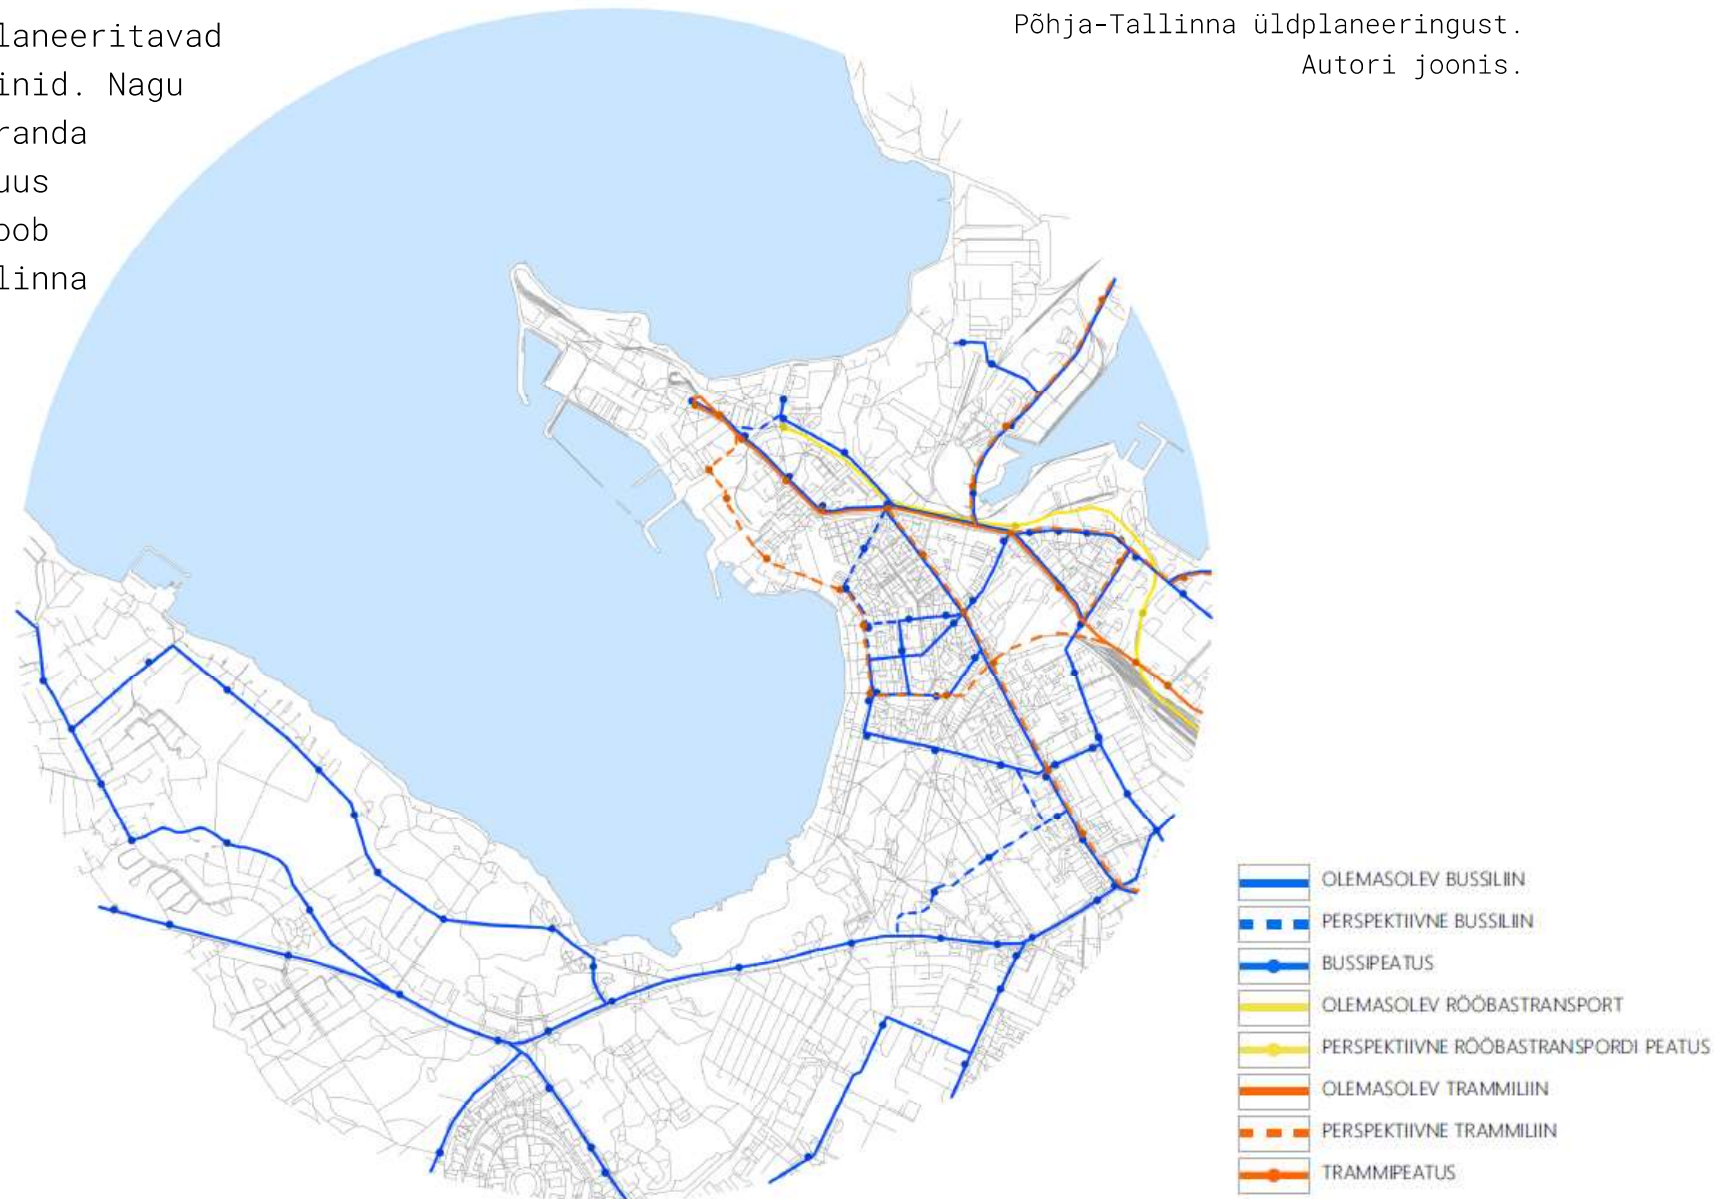 laneeritavad
inid. Nagu
randa
uus
oob
linna
Põhja-Tallinna üldplaneeringust.
Autori joonis.
OLEMASOLEV BUSSILIIN
PERSPEKTIIVNE BUSSILIIN
BUSSIPEATUS
OLEMASOLEV RÖÖBASTRANSPORT
PERSPEKTIIVNE RÖÖBASTRANSPORDI PEATUS
OLEMASOLEV TRAMMILIIN
PERSPEKTIIVNE TRAMMILIIN
TRAMMIPEATUS